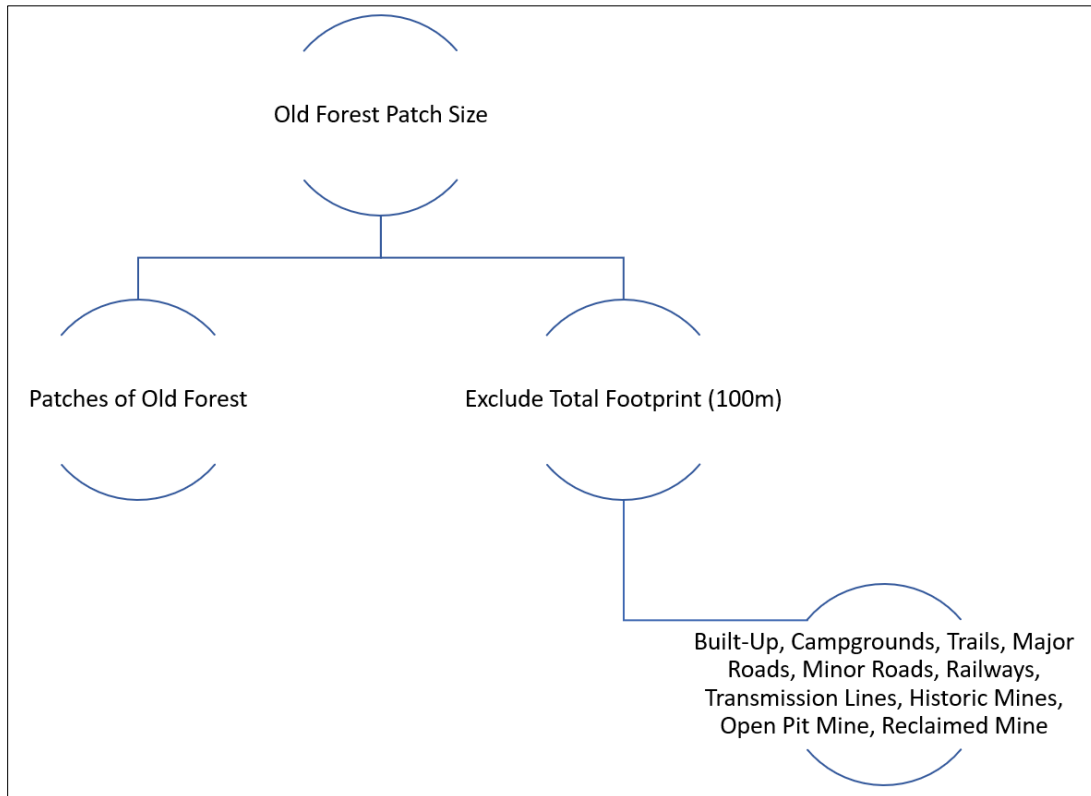 Old Forest Patch Size
Patches of Old Forest
Exclude Total Footprint (100m)
Built-Up, Campgrounds, Trails, Major
Roads, Minor Roads, Railways,
Transmission Lines, Historic Mines,
Open Pit Mine, Reclaimed Mine